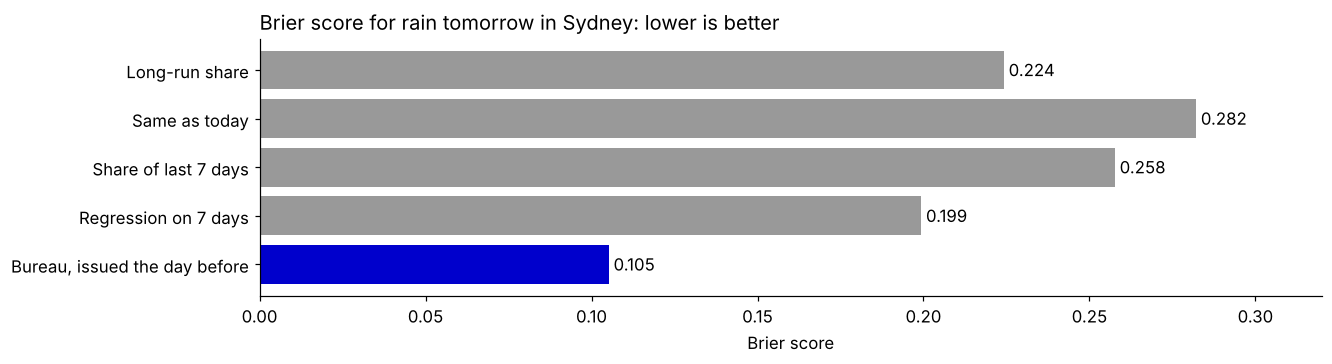 Brier score for rain tomorrow in Sydney: lower is better
Long-run share 0.224
Same as today 0.282
Share of last 7 days 0.258
Regression on 7 days 0.199
Bureau, issued the day before 0.105
0.00 0.05 0.10 0.15 0.20 0.25 0.30
Brier score